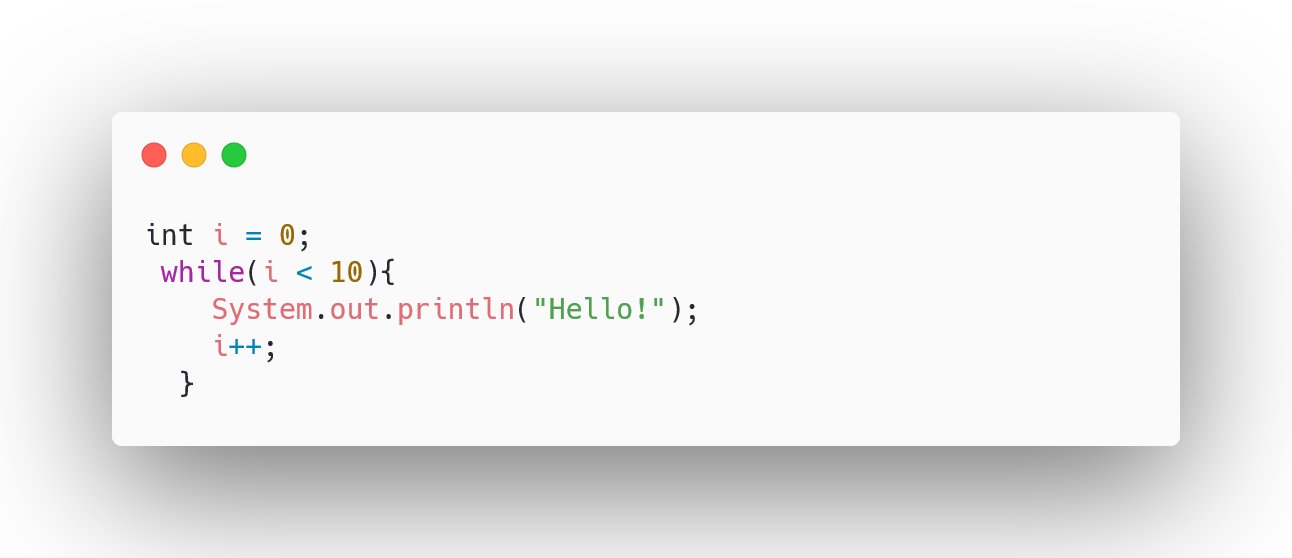 int i = 0;
 while(i < 10){
    System.out.println("Hello!");
    i++;
  }